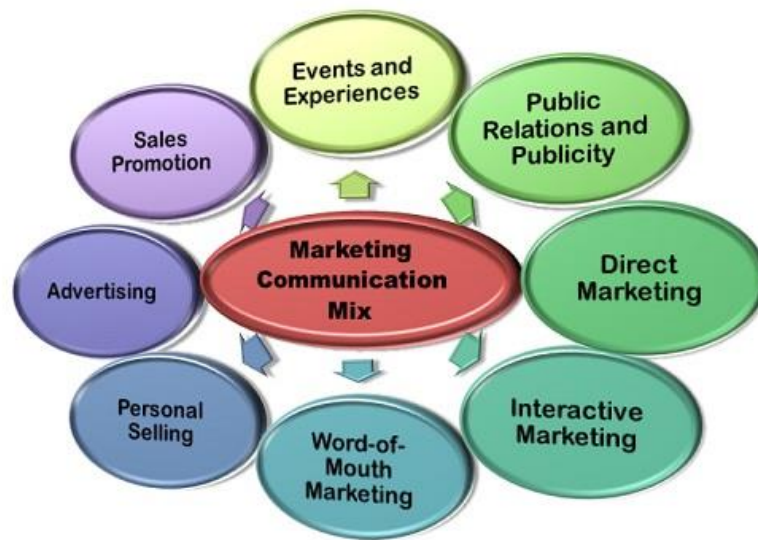 Events and
Experiences
Public
Relations and
Publicity
Sales
Promotion
Marketing
Communication
Mix
Direct
Marketing
Advertising
Personal
Selling
Word-of-
Mouth
Marketing
Interactive
Marketing